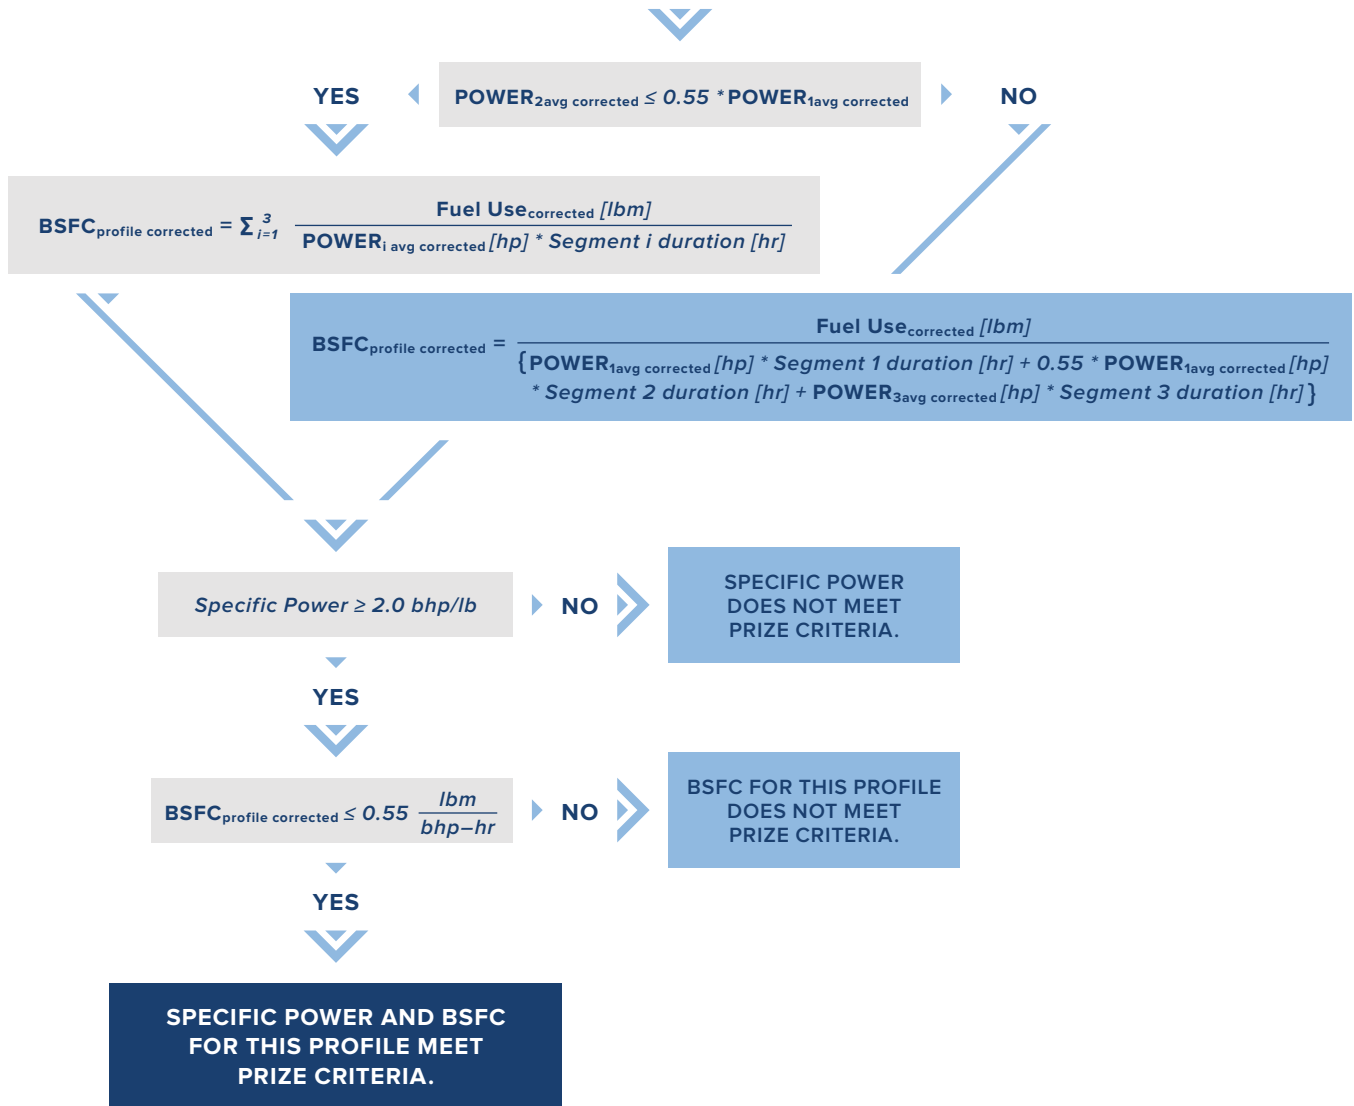 YES
POWER2avg corrected ≤ 0.55 * POWER1avg corrected
NO
BSFCprofile corrected = Σ 3 i=1
Fuel Usecorrected [lbm]
POWERi avg corrected [hp] * Segment i duration [hr]
BSFCprofile corrected =
Fuel Usecorrected [lbm]
{POWER1avg corrected [hp] * Segment 1 duration [hr] + 0.55 * POWER1avg corrected [hp]
* Segment 2 duration [hr] + POWER3avg corrected [hp] * Segment 3 duration [hr] }
Specific Power ≥ 2.0 bhp/lb
NO
SPECIFIC POWER
DOES NOT MEET
PRIZE CRITERIA.
YES
BSFCprofile corrected ≤ 0.55 lbm
bhp–hr
NO
BSFC FOR THIS PROFILE
DOES NOT MEET
PRIZE CRITERIA.
YES
SPECIFIC POWER AND BSFC
FOR THIS PROFILE MEET
PRIZE CRITERIA.